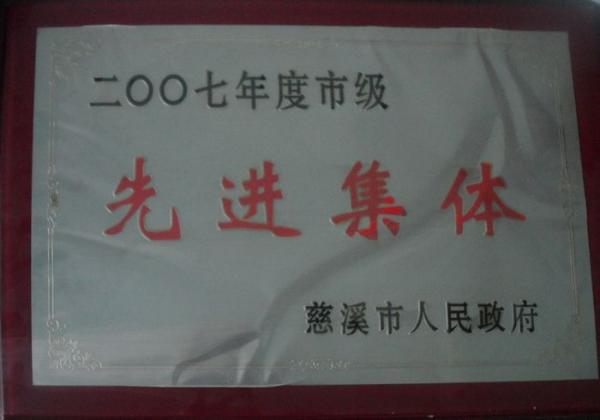 二〇〇七年度市级
先进集体
慈溪市人民政府